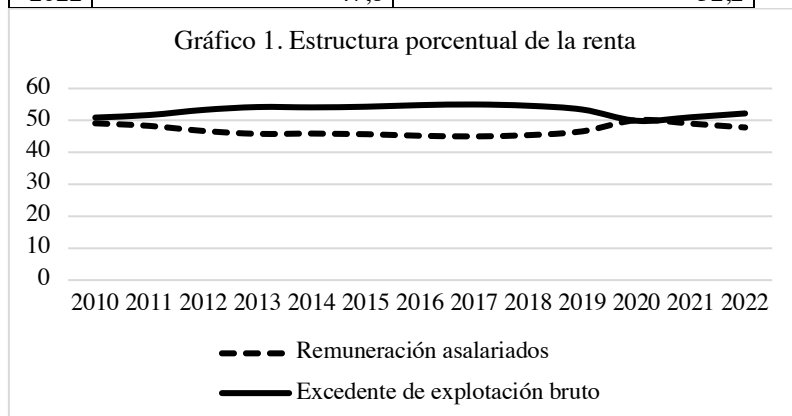 Gráfico 1. Estructura porcentual de la renta
60
50
40
30
20
10
0
2010 2011 2012 2013 2014 2015 2016 2017 2018 2019 2020 2021 2022
Remuneración asalariados
Excedente de explotación bruto